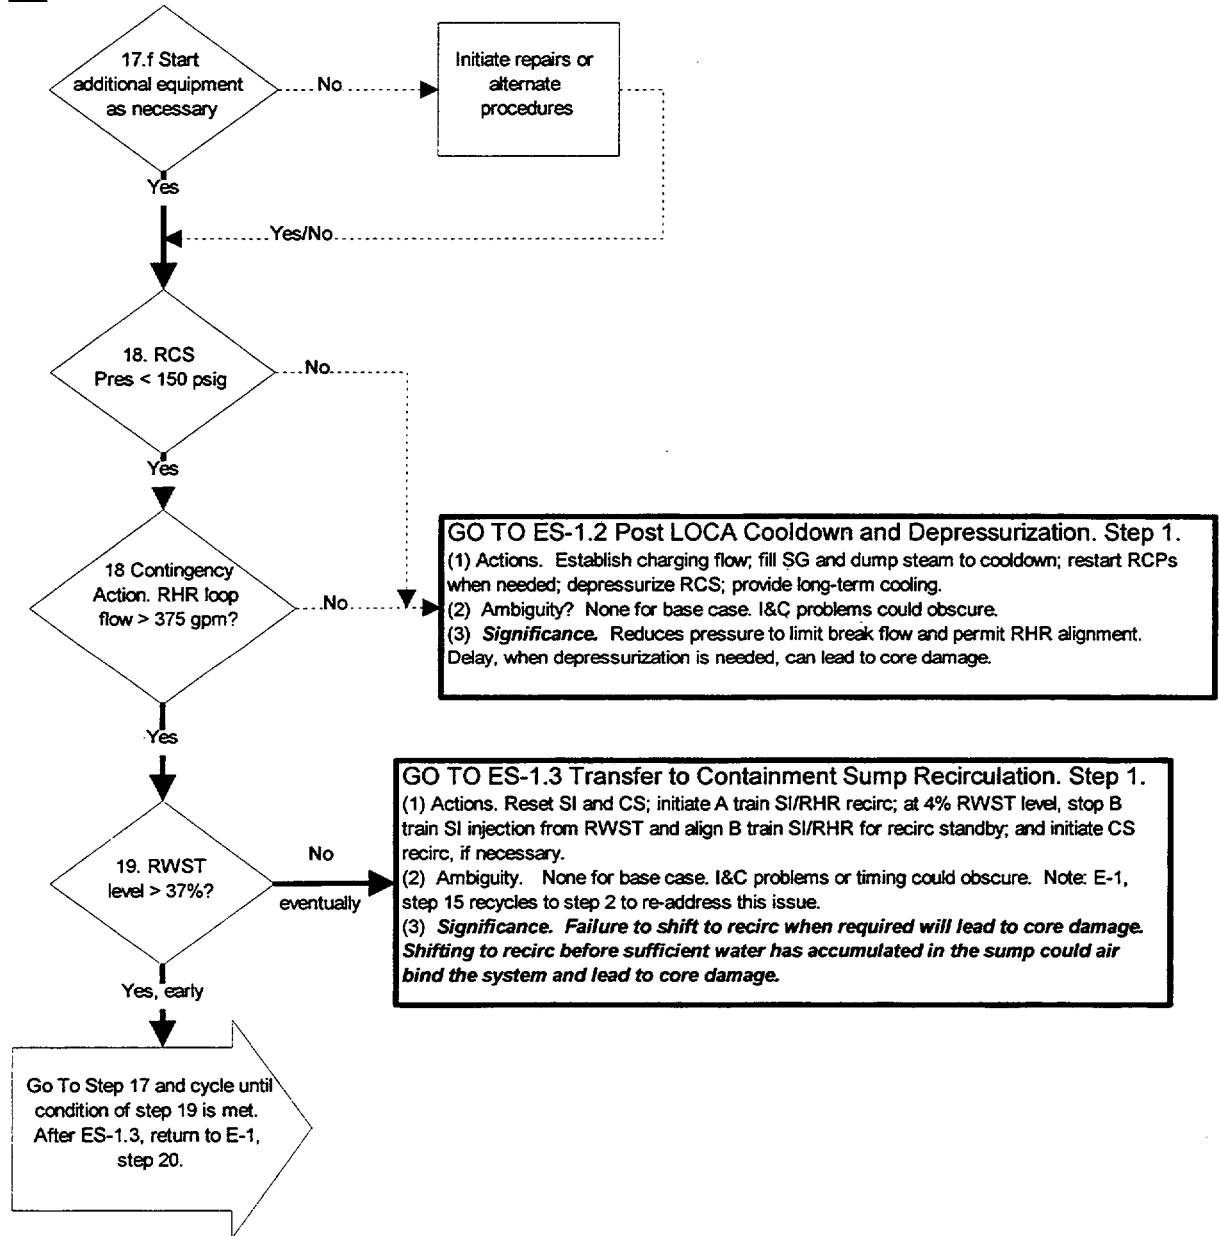 17.f Start
additional equipment
as necessary
No
Initiate repairs or
alternate
procedures
Yes
Yes/No
18. RCS
Pres < 150 psig
No
Yes
18 Contingency
Action. RHR loop
flow > 375 gpm?
No
GO TO ES-1.2 Post LOCA Cooldown and Depressurization. Step 1.
(1) Actions. Establish charging flow; fill SG and dump steam to cooldown; restart RCPs
when needed; depressurize RCS; provide long-term cooling.
(2) Ambiguity? None for base case. I&C problems could obscure.
(3) Significance. Reduces pressure to limit break flow and permit RHR alignment.
Delay, when depressurization is needed, can lead to core damage.
Yes
19. RWST
level > 37%?
No
eventually
GO TO ES-1.3 Transfer to Containment Sump Recirculation. Step 1.
(1) Actions. Reset SI and CS; initiate A train SI/RHR recirc; at 4% RWST level, stop B
train SI injection from RWST and align B train SI/RHR for recirc standby; and initiate CS
recirc, if necessary.
(2) Ambiguity. None for base case. I&C problems or timing could obscure. Note: E-1,
step 15 recycles to step 2 to re-address this issue.
(3) Significance. Failure to shift to recirc when required will lead to core damage.
Shifting to recirc before sufficient water has accumulated in the sump could air
bind the system and lead to core damage.
Yes, early
Go To Step 17 and cycle until
condition of step 19 is met.
After ES-1.3, return to E-1,
step 20.